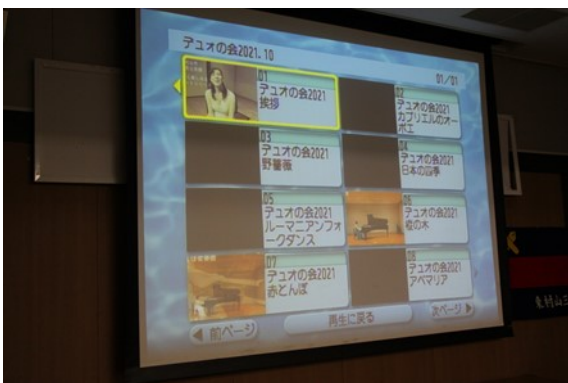 デュオの会2021.10
01/01
01
デュオの会2021
挨拶
02
デュオの会2021
カブリエルのオー
ボエ
03
デュオの会2021
野薔薇
04
デュオの会2021
日本の四季
05
デュオの会2021
ルーマニアンフォ
ークダンス
06
デュオの会2021
桜の木
07
デュオの会2021
赤とんぼ
08
デュオの会2021
アベマリア
前ページ
再生に戻る
次ページ
東村山三